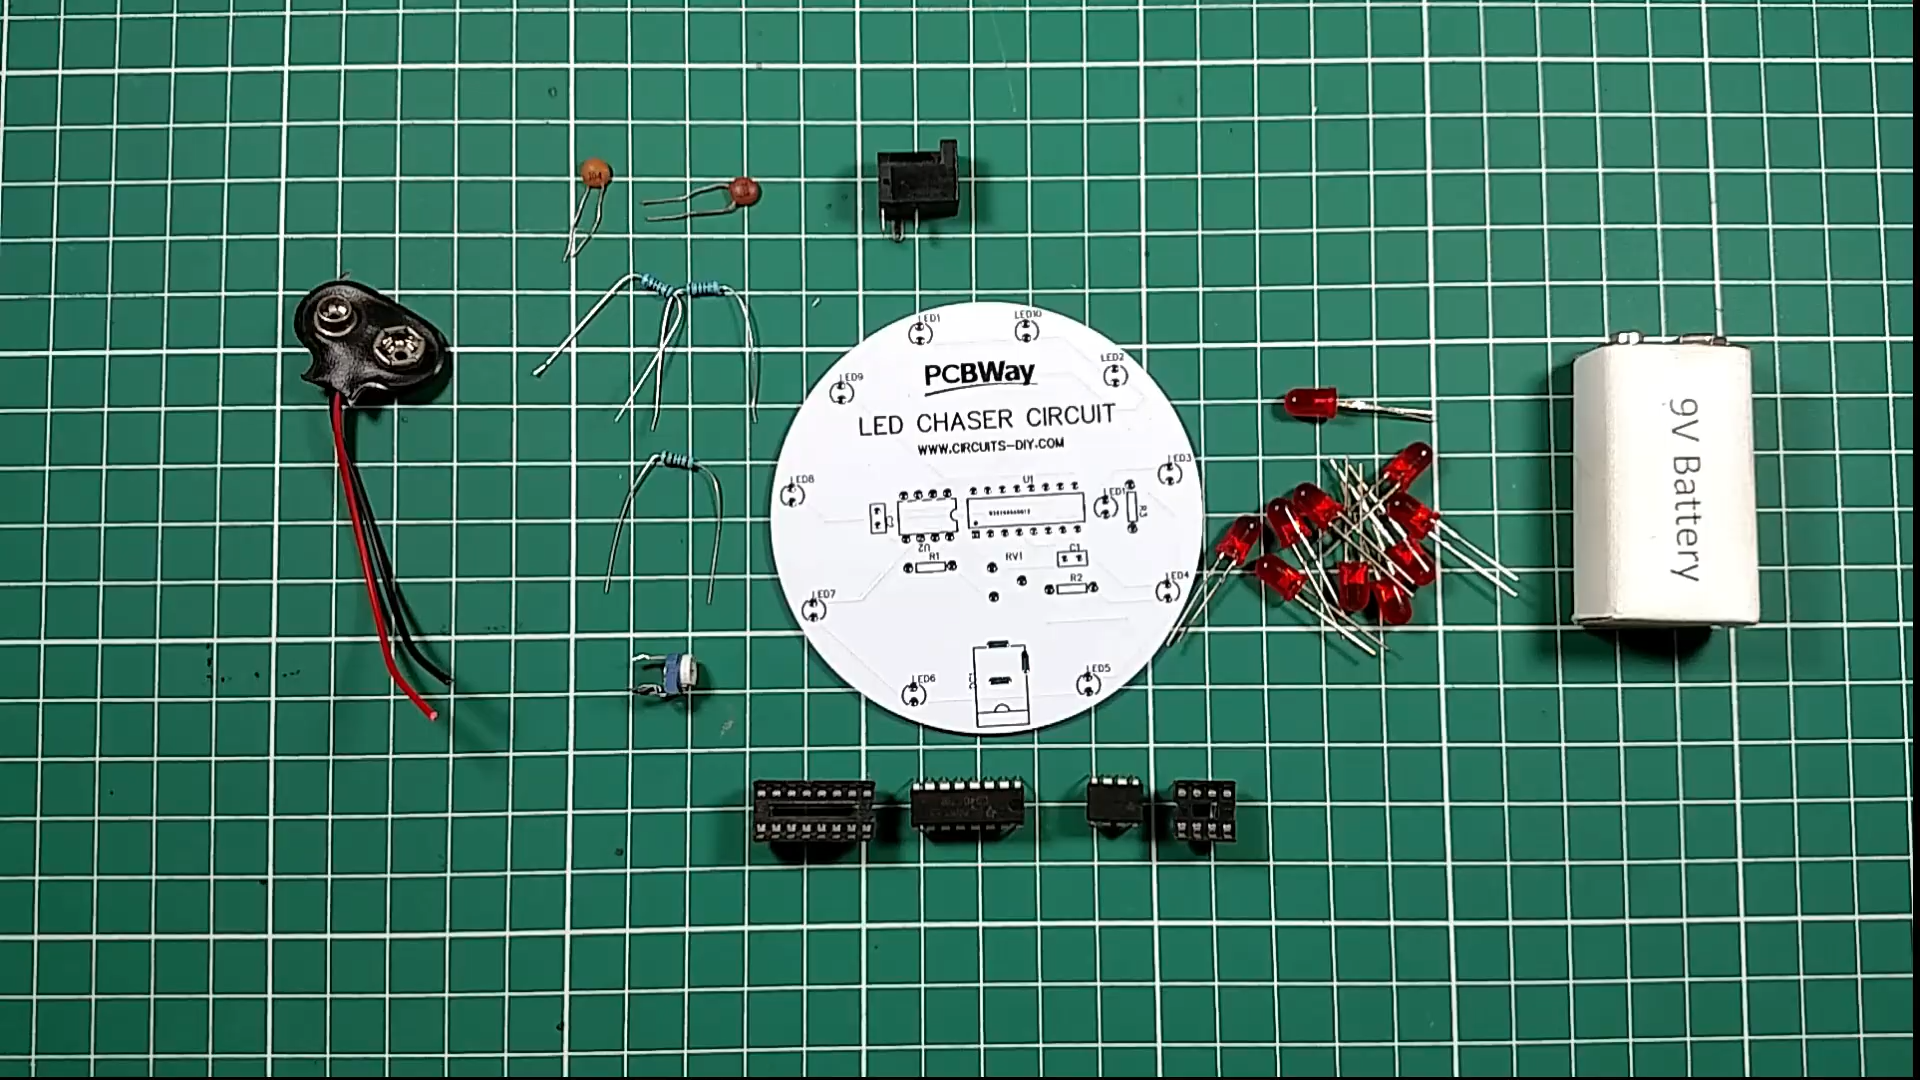 104
LED1
LED10
PCBWay
LED2
LED9
LED CHASER CIRCUIT
WWW.CIRCUITS-DIY.COM
LED3
LED8
U1
LED1
R3
U2
RV1
C1
R1
R2
LED4
LED7
LED6
LED5
9V Battery